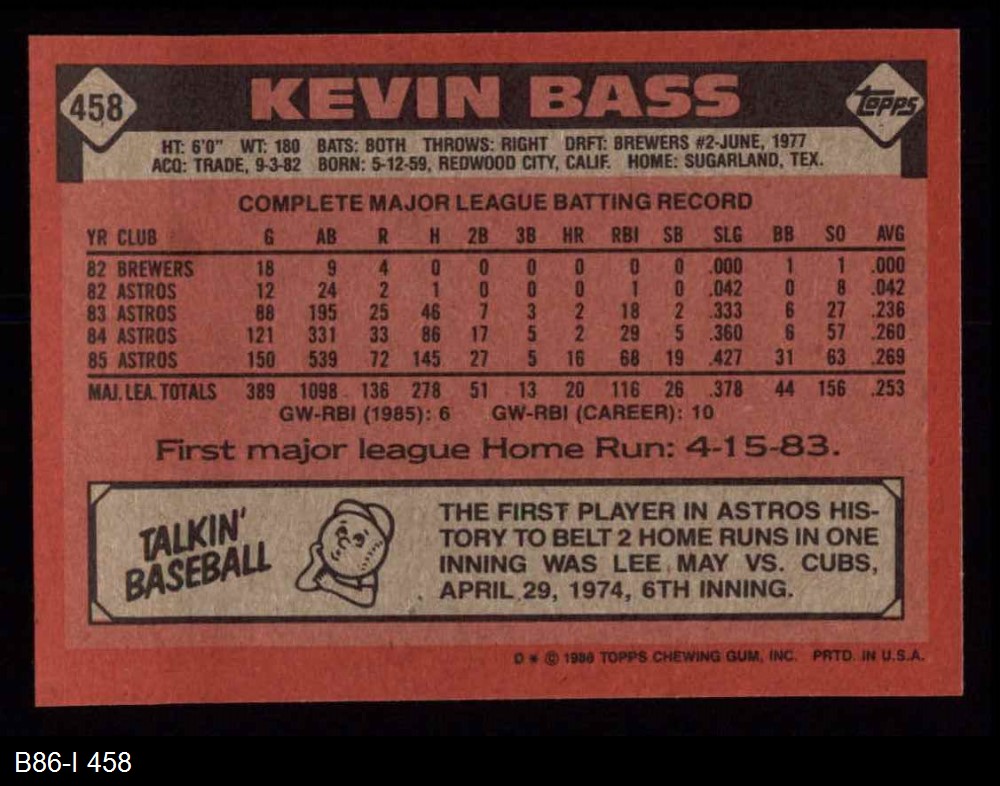 458 KEVIN BASS topps
HT: 6'0" WT: 180 BATS: BOTH THROWS: RIGHT DRFT: BREWERS #2-JUNE, 1977
ACQ: TRADE, 9-3-82 BORN: 5-12-59, REDWOOD CITY, CALIF. HOME: SUGARLAND, TEX.
COMPLETE MAJOR LEAGUE BATTING RECORD
YR CLUB G AB R H 2B 3B HR RBI SB SLG BB SO AVG
82 BREWERS 18 9 4 0 0 0 0 0 0 .000 1 1 .000
82 ASTROS 12 24 2 1 0 0 0 1 0 .042 0 8 .042
83 ASTROS 88 195 25 46 7 3 2 18 2 .333 6 27 .236
84 ASTROS 121 331 33 86 17 5 2 29 5 .360 6 57 .260
85 ASTROS 150 539 72 145 27 5 16 68 19 .427 31 63 .269
MAJ. LEA. TOTALS 389 1098 136 278 51 13 20 116 26 .378 44 156 .253
GW-RBI (1985): 6 GW-RBI (CAREER): 10
First major league Home Run: 4-15-83.
TALKIN'
BASEBALL
THE FIRST PLAYER IN ASTROS HIS-
TORY TO BELT 2 HOME RUNS IN ONE
INNING WAS LEE MAY VS. CUBS,
APRIL 29, 1974, 6TH INNING.
D * © 1986 TOPPS CHEWING GUM, INC. PRTD. IN U.S.A.
B86-I 458